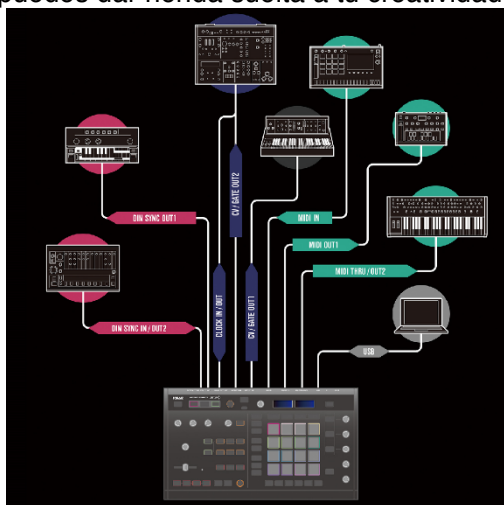 puedes dar rienda suelta a tu creatividad
DIN SYNC OUT1
DIN SYNC IN/OUT2
CLOCK IN/OUT
CV/GATE OUT2
CV/GATE OUT1
MIDI IN
MIDI OUT1
MIDI THRU/OUT2
USB